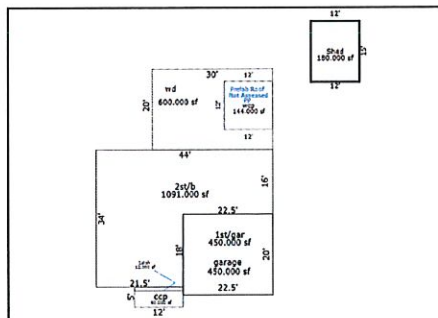 12'
Shed
180.000 sf
15'
12'
30'
wd
600.000 sf
20'
12'
Prefab Roof
Not Assessed
PP
wcp
144.000 sf
12'
12'
44'
2st/b
1091.000 sf
16'
34'
22.5'
1st/gar
450.000 sf
garage
450.000 sf
18'
20'
22.5'
21.5'
ccp
5'
12'